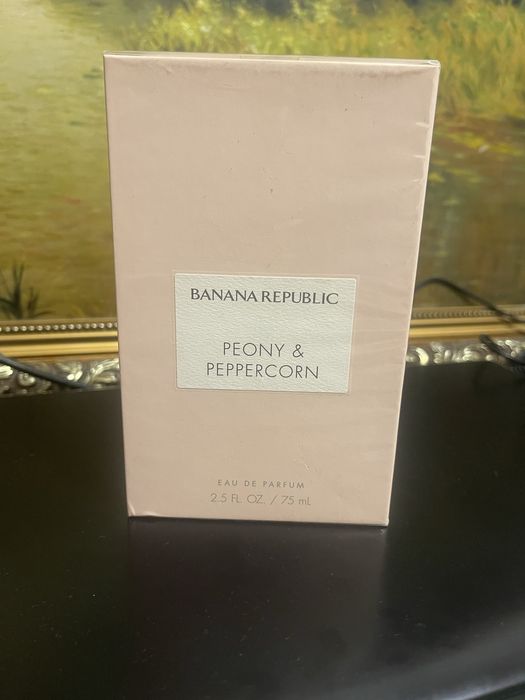 BANANA REPUBLIC
PEONY &
PEPPERCORN
EAU DE PARFUM
2.5 FL. OZ. / 75 mL